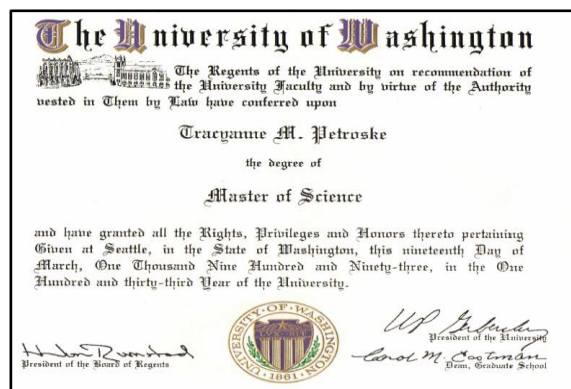 The University of Washington
The Regents of the University on recommendation of
the University Faculty and by virtue of the Authority
vested in Them by Law have conferred upon
Tracyanne M. Petroske
the degree of
Master of Science
and have granted all the Rights, Privileges and Honors thereto pertaining
Given at Seattle, in the State of Washington, this nineteenth Day of
March, One Thousand Nine Hundred and Ninety-three, in the One
Hundred and thirty-third Year of the University.
UNIVERSITY·OF·WASHINGTON
1861
President of the Board of Regents
WP Gerberding
President of the University
Carol M. Eastman
Dean, Graduate School